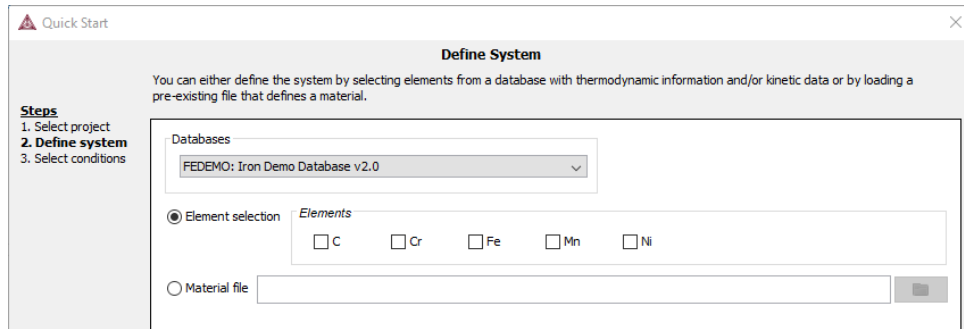 Quick Start
Define System
You can either define the system by selecting elements from a database with thermodynamic information and/or kinetic data or by loading a
pre-existing file that defines a material.
Steps
1. Select project
2. Define system
3. Select conditions
Databases
FEDEMO: Iron Demo Database v2.0
Element selection
Elements
C Cr Fe Mn Ni
Material file